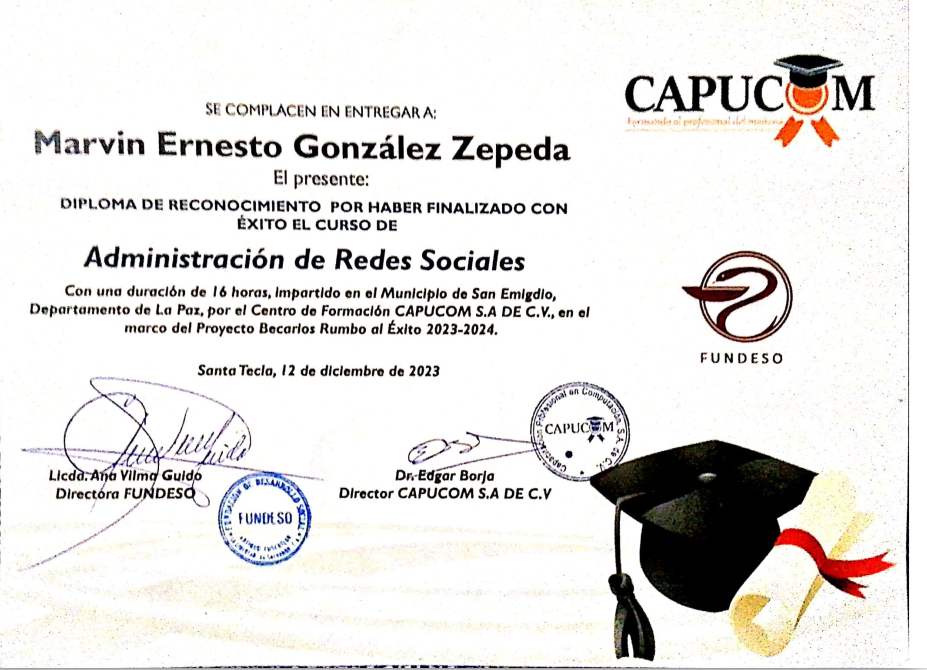 CAPUCOM
Formando al profesional del mañana
SE COMPLACEN EN ENTREGAR A:
Marvin Ernesto González Zepeda
El presente:
DIPLOMA DE RECONOCIMIENTO POR HABER FINALIZADO CON
ÉXITO EL CURSO DE
Administración de Redes Sociales
Con una duración de 16 horas, impartido en el Municipio de San Emigdio,
Departamento de La Paz, por el Centro de Formación CAPUCOM S.A DE C.V., en el
marco del Proyecto Becarios Rumbo al Éxito 2023-2024.
FUNDESO
Santa Tecla, 12 de diciembre de 2023
Licda. Ana Vilma Guido
Directora FUNDESO
FUNDACION DE DESARROLLO SOCIAL
FUNDESO
Dr. Edgar Borja
Director CAPUCOM S.A DE C.V
Capacitación Profesional en Computación, S.A. de C.V.
CAPUCOM